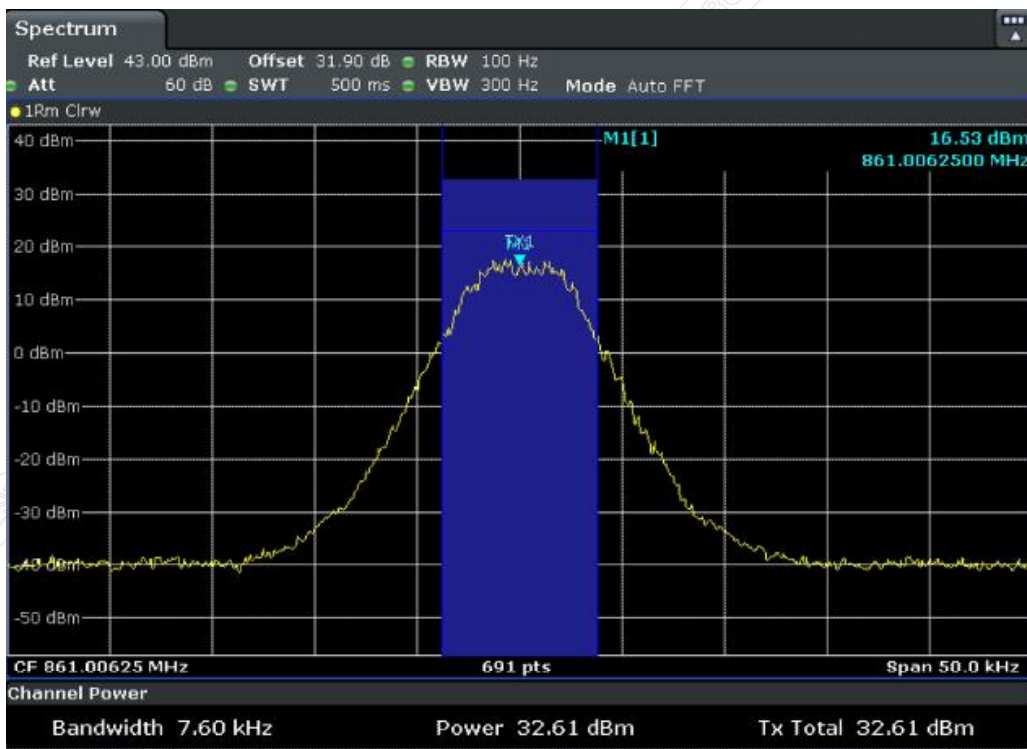 Spectrum
Ref Level 43.00 dBm Offset 31.90 dB RBW 100 Hz
Att 60 dB SWT 500 ms VBW 300 Hz Mode Auto FFT
1Rm Clrw
40 dBm
M1[1] 16.53 dBm
861.0062500 MHz
30 dBm
20 dBm
10 dBm
0 dBm
-10 dBm
-20 dBm
-30 dBm
-40 dBm
-50 dBm
CF 861.00625 MHz 691 pts Span 50.0 kHz
Channel Power
Bandwidth 7.60 kHz Power 32.61 dBm Tx Total 32.61 dBm